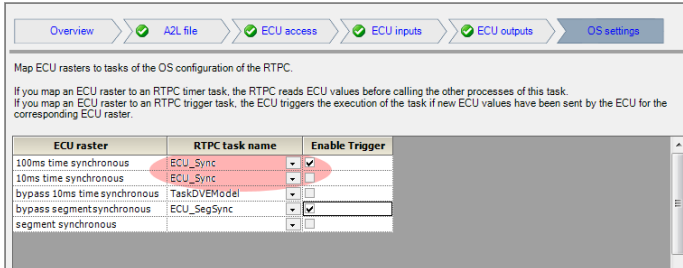 Overview A2L file ECU access ECU inputs ECU outputs OS settings
Map ECU rasters to tasks of the OS configuration of the RTPC.
If you map an ECU raster to an RTPC timer task, the RTPC reads ECU values before calling the other processes of this task.
If you map an ECU raster to an RTPC trigger task, the ECU triggers the execution of the task if new ECU values have been sent by the ECU for the
corresponding ECU raster.
ECU raster RTPC task name Enable Trigger
100ms time synchronous ECU_Sync
10ms time synchronous ECU_Sync
bypass 10ms time synchronous TaskDVEModel
bypass segmentsynchronous ECU_SegSync
segment synchronous